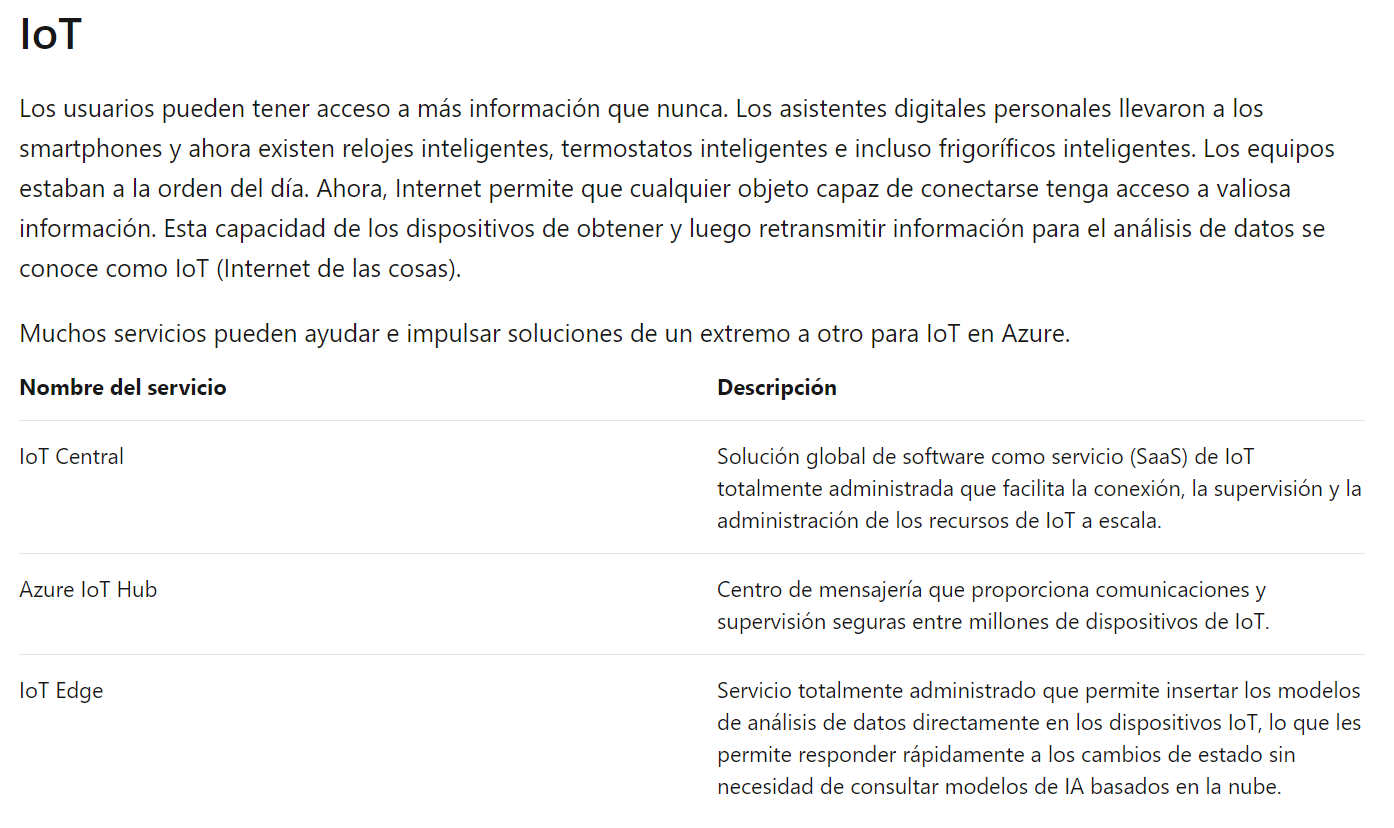 IoT
Los usuarios pueden tener acceso a más información que nunca. Los asistentes digitales personales llevaron a los
smartphones y ahora existen relojes inteligentes, termostatos inteligentes e incluso frigoríficos inteligentes. Los equipos
estaban a la orden del día. Ahora, Internet permite que cualquier objeto capaz de conectarse tenga acceso a valiosa
información. Esta capacidad de los dispositivos de obtener y luego retransmitir información para el análisis de datos se
conoce como IoT (Internet de las cosas).
Muchos servicios pueden ayudar e impulsar soluciones de un extremo a otro para IoT en Azure.
Nombre del servicio Descripción
IoT Central Solución global de software como servicio (SaaS) de IoT
totalmente administrada que facilita la conexión, la supervisión y la
administración de los recursos de IoT a escala.
Azure IoT Hub Centro de mensajería que proporciona comunicaciones y
supervisión seguras entre millones de dispositivos de IoT.
IoT Edge Servicio totalmente administrado que permite insertar los modelos
de análisis de datos directamente en los dispositivos IoT, lo que les
permite responder rápidamente a los cambios de estado sin
necesidad de consultar modelos de IA basados en la nube.